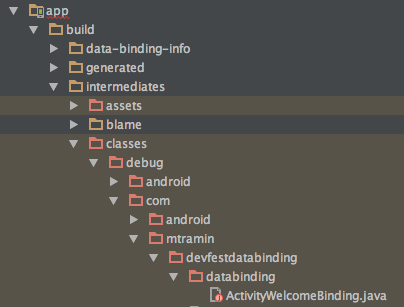 app
build
data-binding-info
generated
intermediates
assets
blame
classes
debug
android
com
android
mtramin
devfestdatabinding
databinding
ActivityWelcomeBinding.java